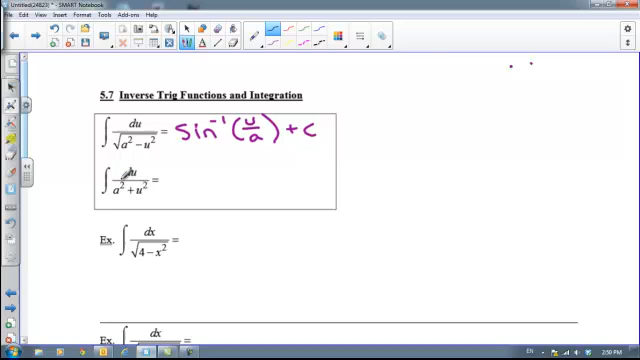 Untitled(24823) * - SMART Notebook
File Edit View Insert Format Tools Add-ons Help
5.7 Inverse Trig Functions and Integration
∫ du / √(a² − u²) = sin⁻¹(u/a) + c
∫ du / (a² + u²) =
Ex. ∫ dx / √(4 − x²) =
Ex. ∫ dx =
EN 2:50 PM